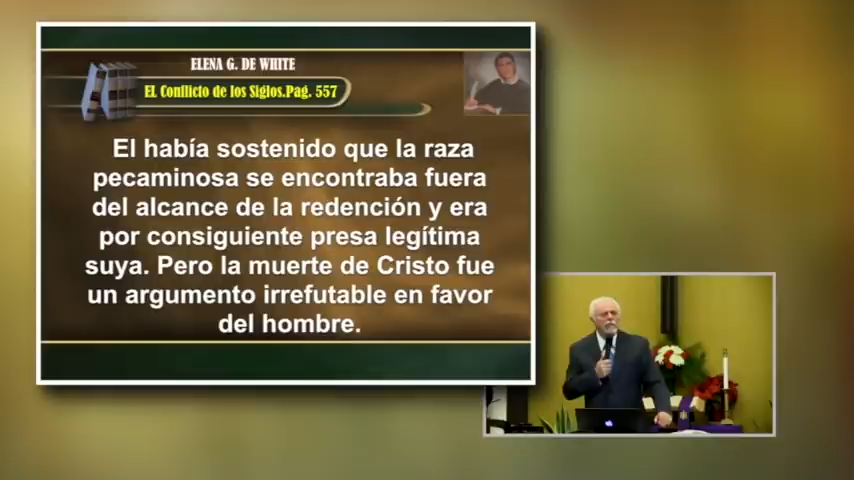 ELENA G. DE WHITE
EL Conflicto de los Siglos.Pag. 557
El había sostenido que la raza
pecaminosa se encontraba fuera
del alcance de la redención y era
por consiguiente presa legítima
suya. Pero la muerte de Cristo fue
un argumento irrefutable en favor
del hombre.